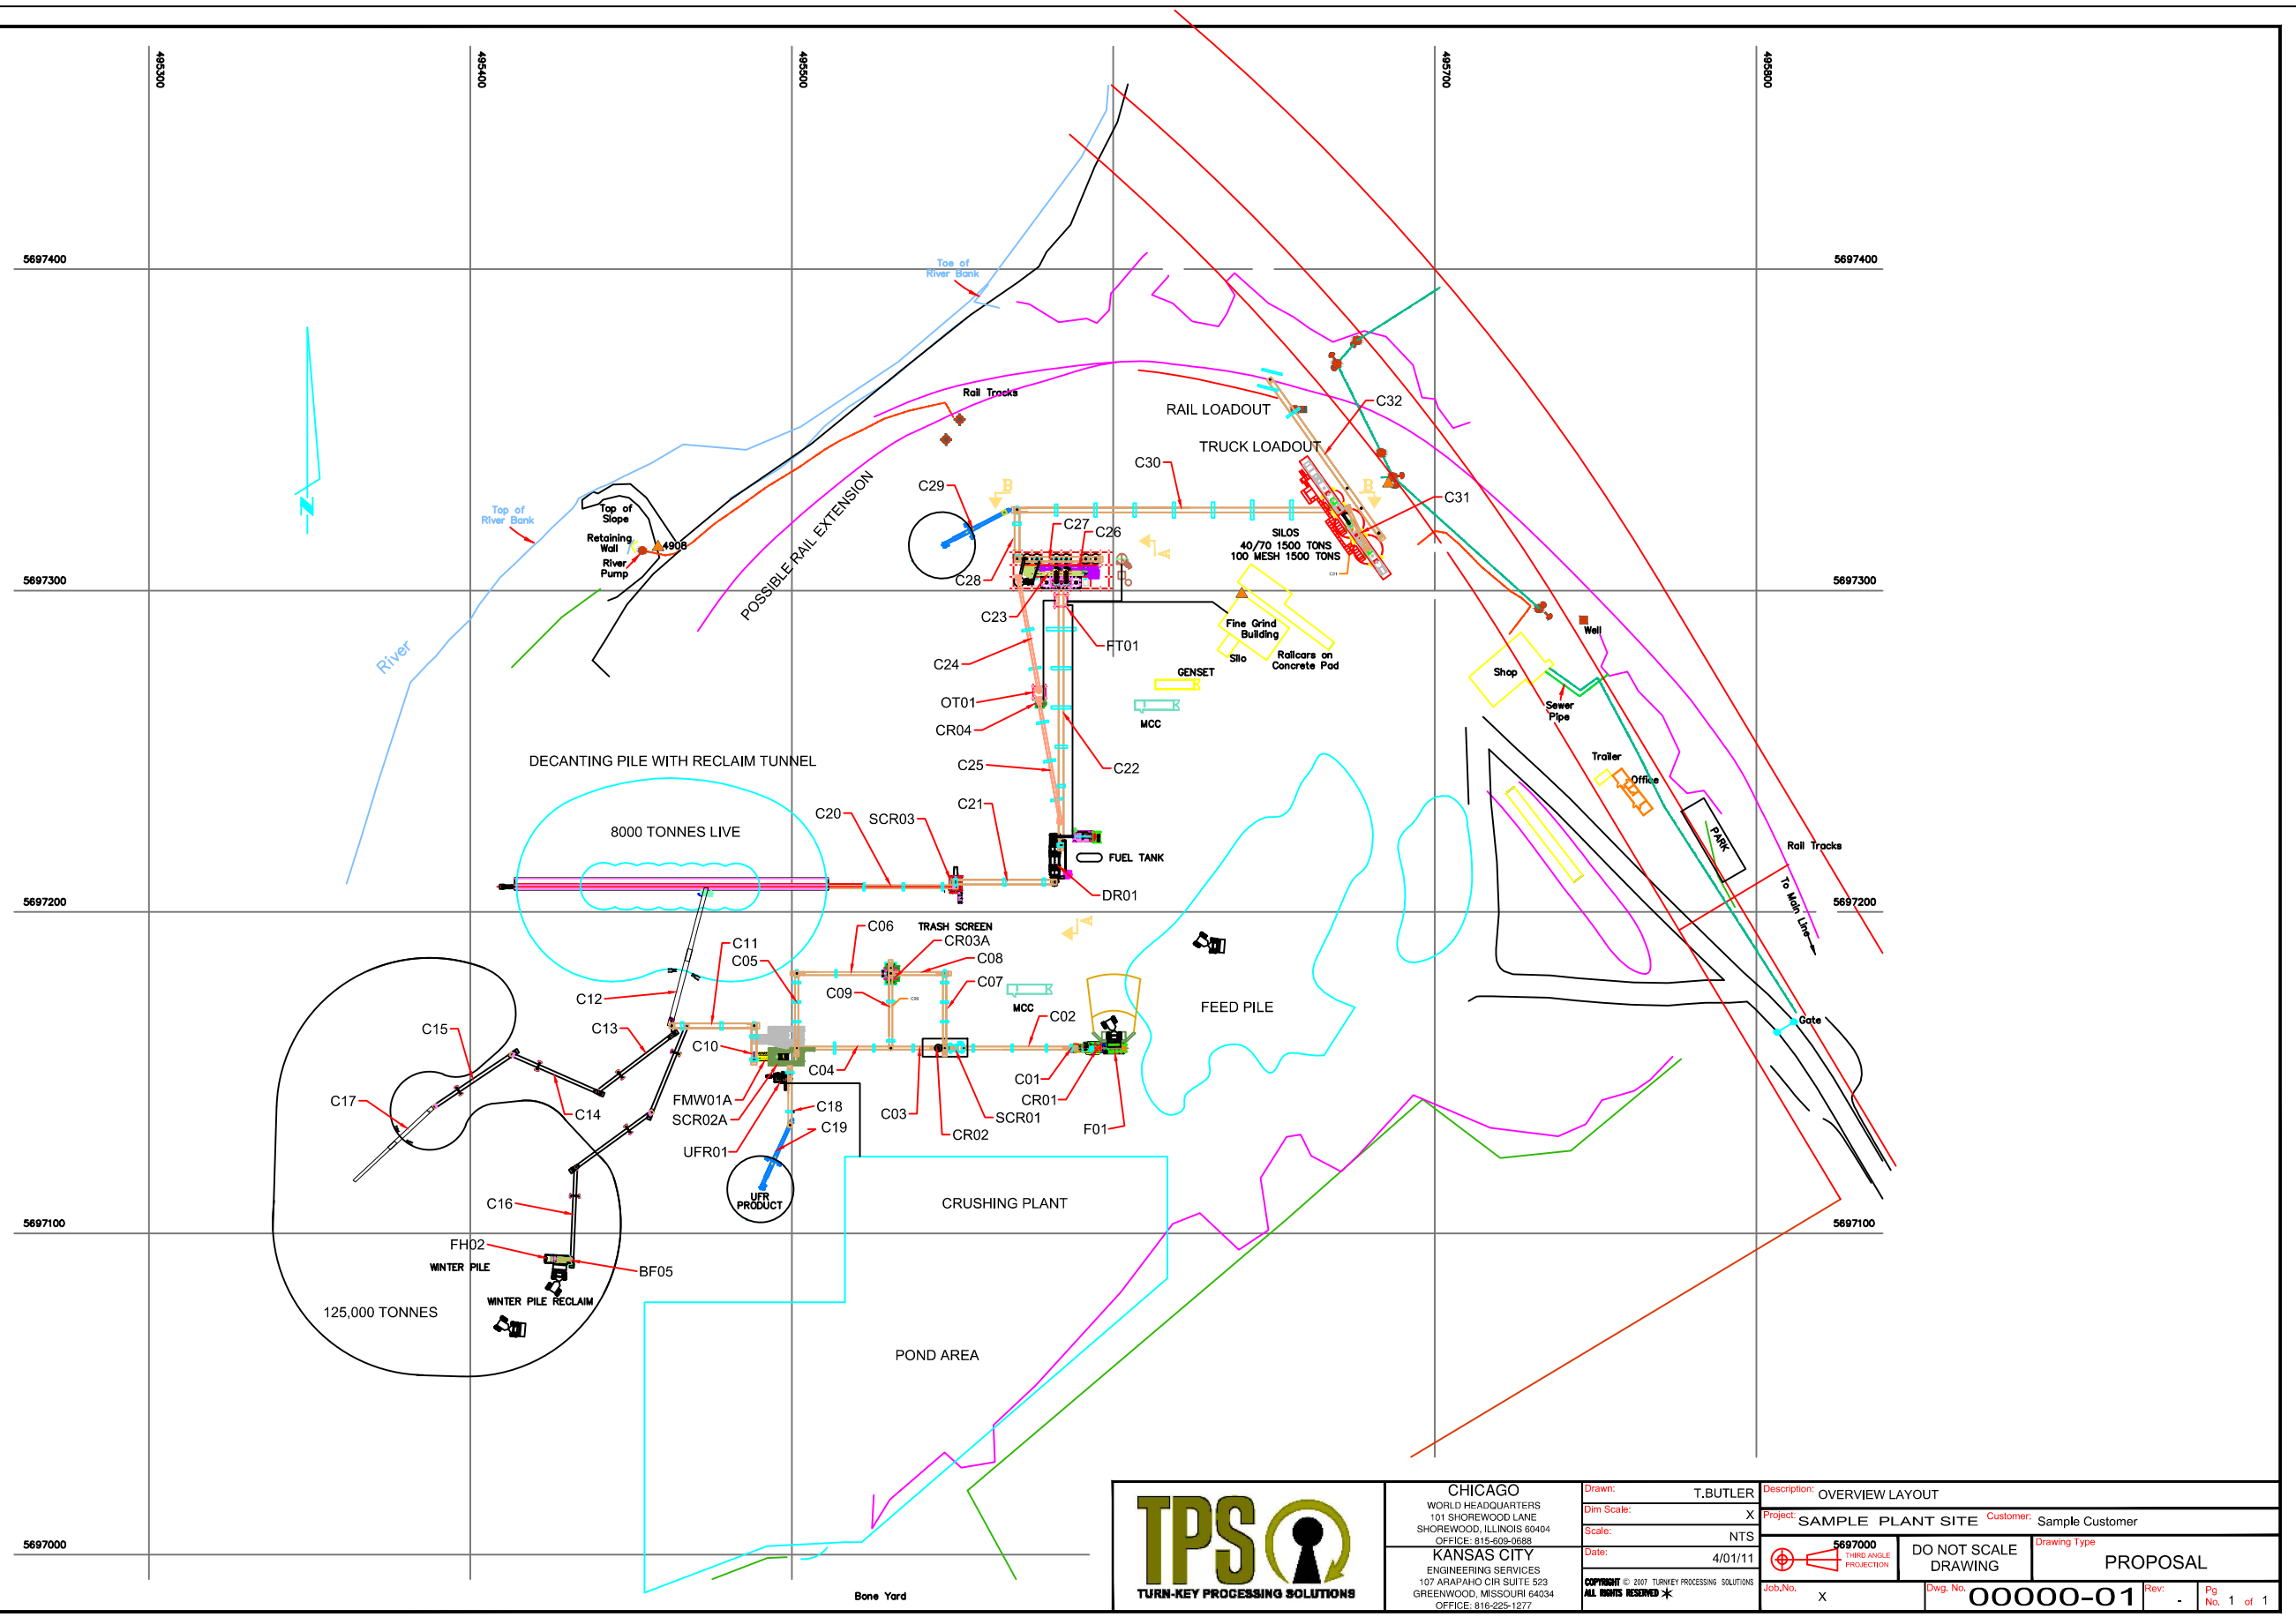 495300
495400
495500
495700
495800
5697400
5697400
Toe of
River Bank
Rail Tracks
RAIL LOADOUT
C32
TRUCK LOADOUT
C30
C29
B
B
C31
Top of
River Bank
Top of
Slope
Retaining
Wall
River
Pump
4908
POSSIBLE RAIL EXTENSION
C27
C26
A
SILOS
40/70 1500 TONS
100 MESH 1500 TONS
C28
5697300
5697300
C23
FT01
Fine Grind
Building
Silo
Railcars on
Concrete Pad
Well
River
N
C24
GENSET
Shop
OT01
CR04
MCC
Sewer
Pipe
DECANTING PILE WITH RECLAIM TUNNEL
C25
C22
Trailer
Office
C20
SCR03
C21
8000 TONNES LIVE
FUEL TANK
PARK
Rail Tracks
DR01
To Main Line
5697200
5697200
C06
TRASH SCREEN
A
CR03A
C11
C05
C08
C07
C12
C09
MCC
FEED PILE
C15
C13
C02
Gate
C10
C04
C01
FMW01A
CR01
C17
C14
C18
C03
SCR01
SCR02A
C19
CR02
F01
UFR01
UFR
PRODUCT
C16
CRUSHING PLANT
5697100
5697100
FH02
WINTER PILE
BF05
WINTER PILE RECLAIM
125,000 TONNES
POND AREA
5697000
Bone Yard
TPS
TURN-KEY PROCESSING SOLUTIONS
CHICAGO
WORLD HEADQUARTERS
101 SHOREWOOD LANE
SHOREWOOD, ILLINOIS 60404
OFFICE: 815-609-0688
KANSAS CITY
ENGINEERING SERVICES
107 ARAPAHO CIR SUITE 523
GREENWOOD, MISSOURI 64034
OFFICE: 816-225-1277
Drawn: T.BUTLER
Dim Scale: X
Scale: NTS
Date: 4/01/11
COPYRIGHT © 2007 TURNKEY PROCESSING SOLUTIONS
ALL RIGHTS RESERVED
Description: OVERVIEW LAYOUT
Project: SAMPLE PLANT SITE Customer: Sample Customer
5697000
THIRD ANGLE
PROJECTION
DO NOT SCALE
DRAWING
Drawing Type
PROPOSAL
Job.No. X
Dwg. No. 00000-01
Rev: -
Pg
No. 1 of 1